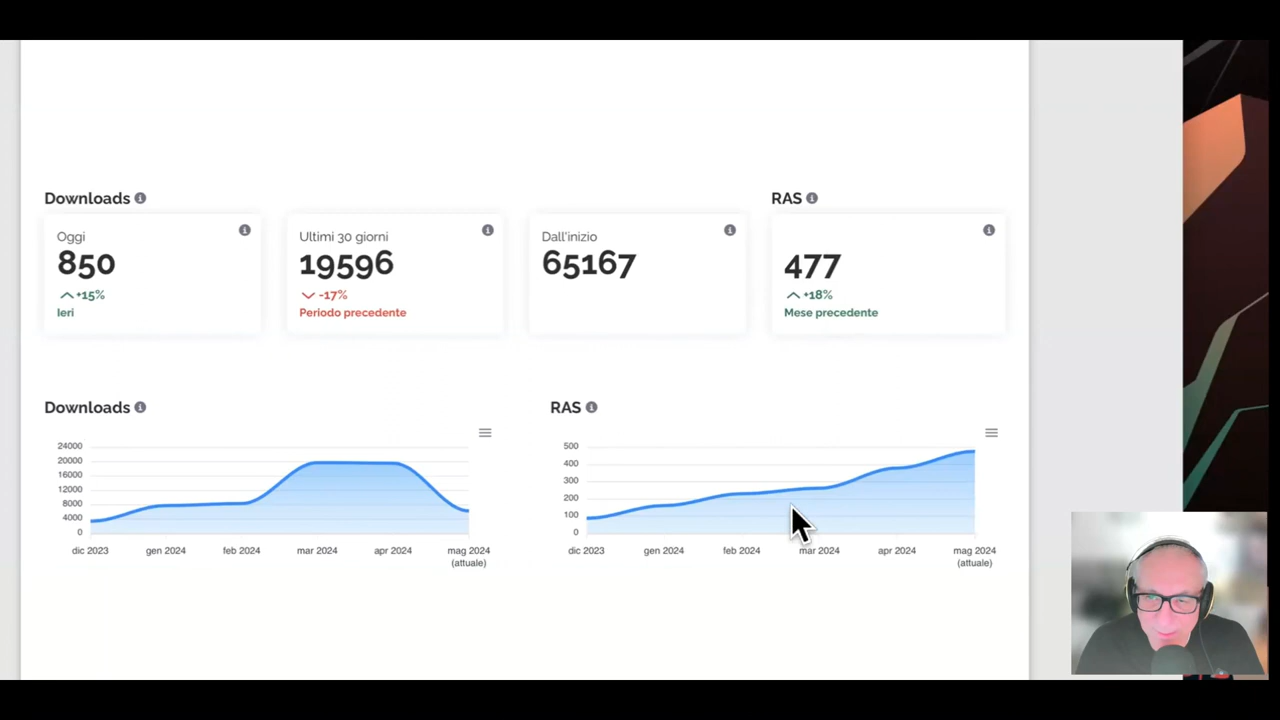 Downloads
RAS
Oggi
850
+15%
Ieri
Ultimi 30 giorni
19596
-17%
Periodo precedente
Dall'inizio
65167
477
+18%
Mese precedente
Downloads
24000
20000
16000
12000
8000
4000
0
dic 2023 gen 2024 feb 2024 mar 2024 apr 2024 mag 2024
(attuale)
RAS
500
400
300
200
100
0
dic 2023 gen 2024 feb 2024 mar 2024 apr 2024 mag 2024
(attuale)